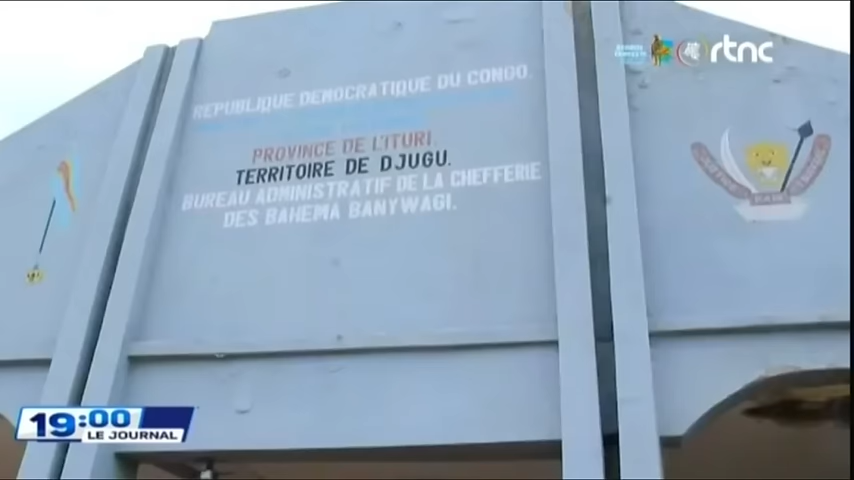 rtnc
REPUBLIQUE DEMOCRATIQUE DU CONGO.
PROVINCE DE L'ITURI.
TERRITOIRE DE DJUGU.
BUREAU ADMINISTRATIF DE LA CHEFFERIE
DES BAHEMA BANYWAGI.
19:00
LE JOURNAL